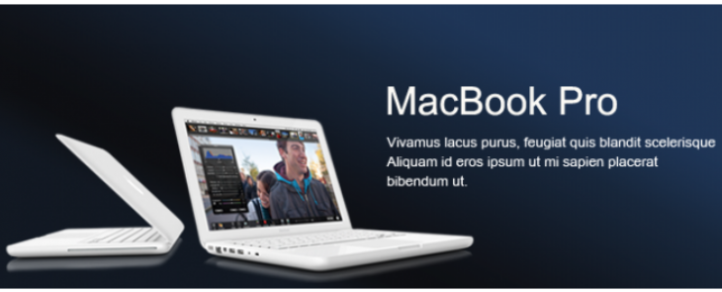 MacBook Pro
Vivamus lacus purus, feugiat quis blandit scelerisque
Aliquam id eros ipsum ut mi sapien placerat
bibendum ut.